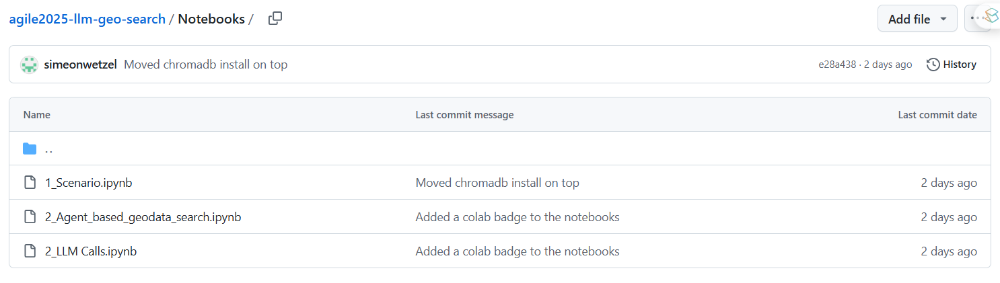 agile2025-llm-geo-search / Notebooks /
Add file
simeonwetzel Moved chromadb install on top e28a438 · 2 days ago History
Name Last commit message Last commit date
..
1_Scenario.ipynb Moved chromadb install on top 2 days ago
2_Agent_based_geodata_search.ipynb Added a colab badge to the notebooks 2 days ago
2_LLM Calls.ipynb Added a colab badge to the notebooks 2 days ago